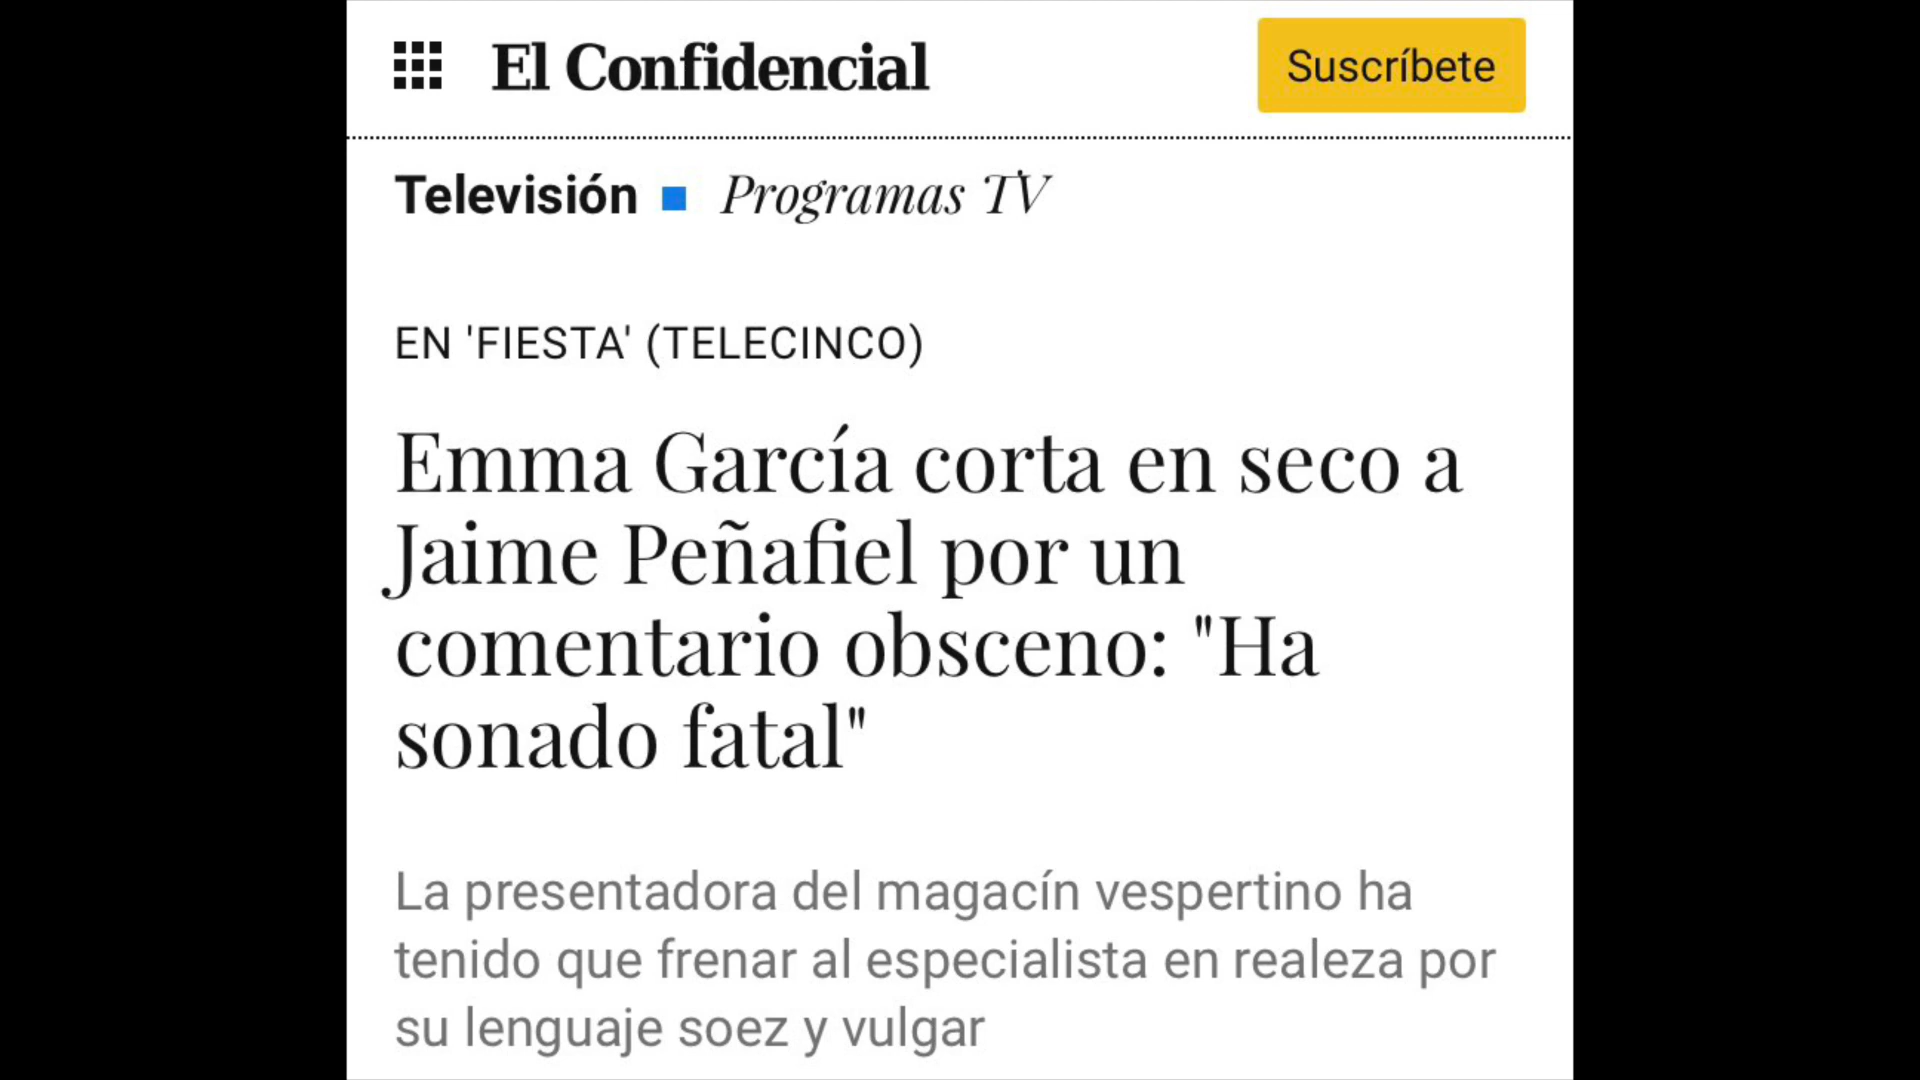 El Confidencial
Suscríbete
Televisión Programas TV
EN 'FIESTA' (TELECINCO)
Emma García corta en seco a
Jaime Peñafiel por un
comentario obsceno: "Ha
sonado fatal"
La presentadora del magacín vespertino ha
tenido que frenar al especialista en realeza por
su lenguaje soez y vulgar